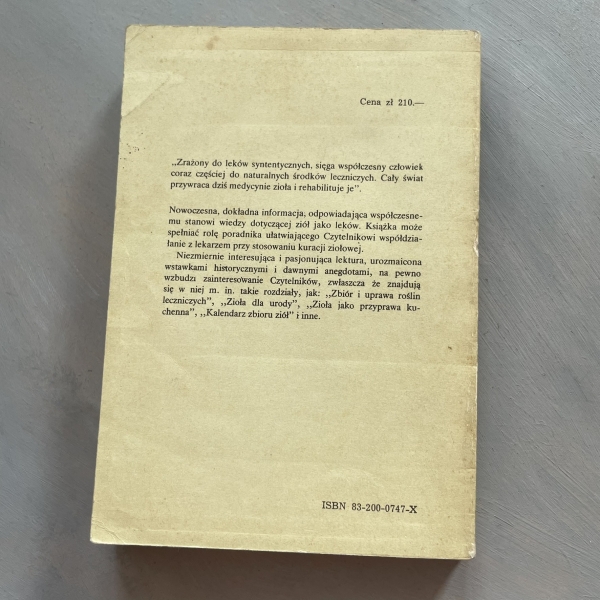 Cena zł 210.—
,,Zrażony do leków syntentycznych, sięga współczesny człowiek
coraz częściej do naturalnych środków leczniczych. Cały świat
przywraca dziś medycynie zioła i rehabilituje je”.
Nowoczesna, dokładna informacja, odpowiadająca współczesne-
mu stanowi wiedzy dotyczącej ziół jako leków. Książka może
spełniać rolę poradnika ułatwiającego Czytelnikowi współdzia-
łanie z lekarzem przy stosowaniu kuracji ziołowej.
Niezmiernie interesująca i pasjonująca lektura, urozmaicona
wstawkami historycznymi i dawnymi anegdotami, na pewno
wzbudzi zainteresowanie Czytelników, zwłaszcza że znajdują
się w niej m. in. takie rozdziały, jak: ,,Zbiór i uprawa roślin
leczniczych”, ,,Zioła dla urody”, ,,Zioła jako przyprawa ku-
chenna”, ,,Kalendarz zbioru ziół” i inne.
ISBN 83-200-0747-X